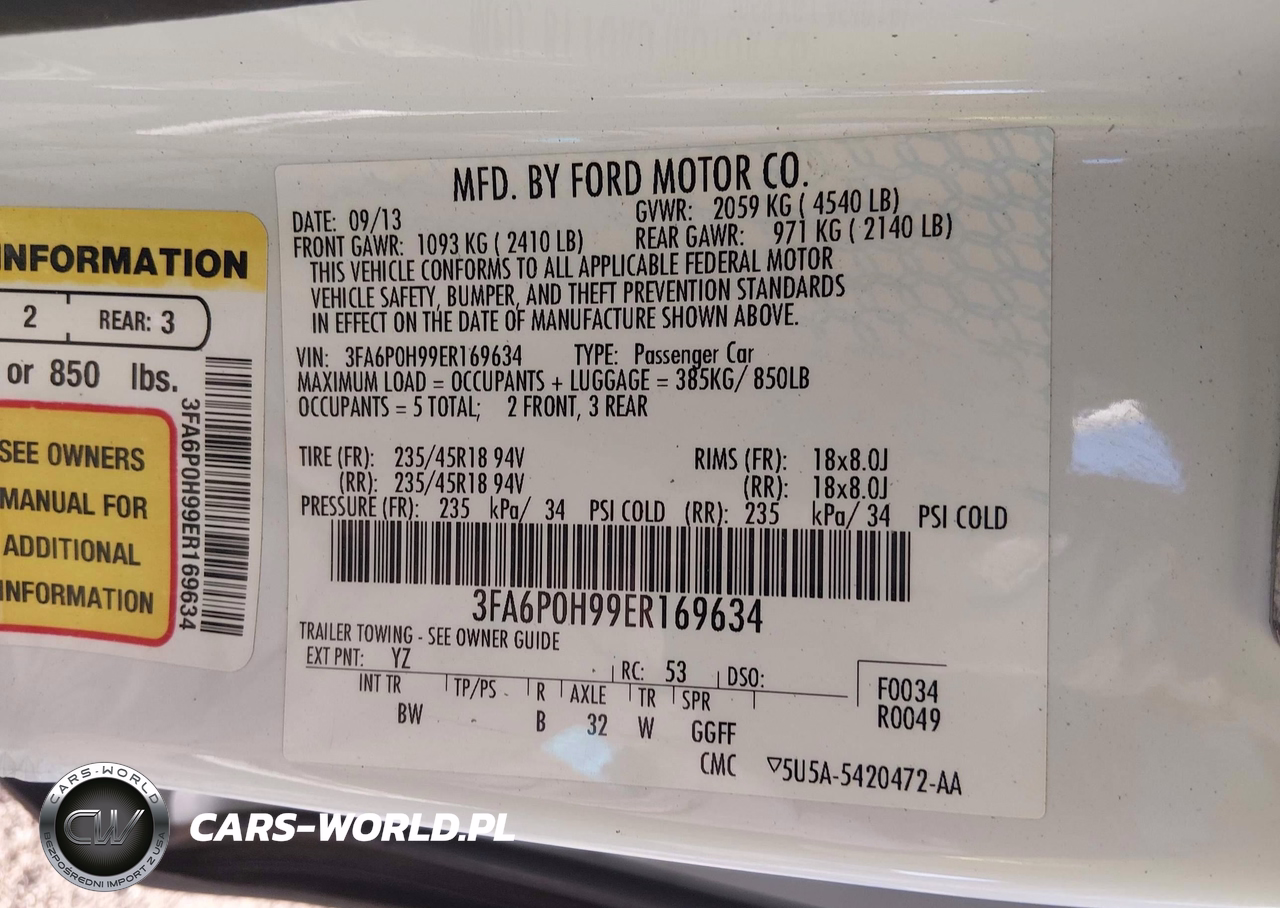 MFD. BY FORD MOTOR CO.
DATE: 09/13 GVWR: 2059 KG ( 4540 LB)
FRONT GAWR: 1093 KG ( 2410 LB) REAR GAWR: 971 KG ( 2140 LB)
THIS VEHICLE CONFORMS TO ALL APPLICABLE FEDERAL MOTOR
VEHICLE SAFETY, BUMPER, AND THEFT PREVENTION STANDARDS
IN EFFECT ON THE DATE OF MANUFACTURE SHOWN ABOVE.
VIN: 3FA6P0H99ER169634 TYPE: Passenger Car
MAXIMUM LOAD = OCCUPANTS + LUGGAGE = 385KG/ 850LB
OCCUPANTS = 5 TOTAL; 2 FRONT, 3 REAR
TIRE (FR): 235/45R18 94V RIMS (FR): 18x8.0J
(RR): 235/45R18 94V (RR): 18x8.0J
PRESSURE (FR): 235 kPa/ 34 PSI COLD (RR): 235 kPa/ 34 PSI COLD
3FA6P0H99ER169634
TRAILER TOWING - SEE OWNER GUIDE
EXT PNT: YZ RC: 53 DSO:
INT TR TP/PS R AXLE TR SPR
BW B 32 W GGFF
F0034
R0049
CMC ▽5U5A-5420472-AA
INFORMATION
2 REAR: 3
or 850 lbs.
3FA6P0H99ER169634
SEE OWNERS
MANUAL FOR
ADDITIONAL
INFORMATION
CARS-WORLD
CW
BEZPOŚREDNI IMPORT Z USA
CARS-WORLD.PL